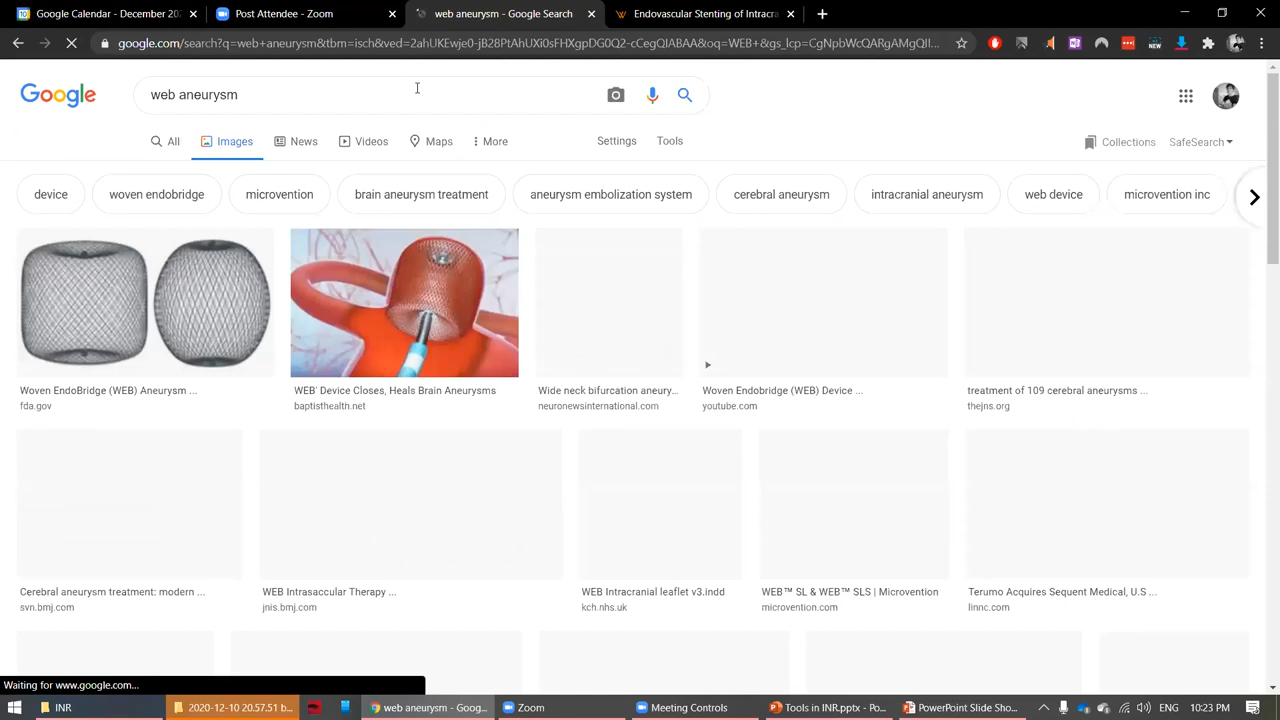 Google Calendar - December 202
Post Attendee - Zoom
web aneurysm - Google Search
Endovascular Stenting of Intracra
google.com/search?q=web+aneurysm&tbm=isch&ved=2ahUKEwje0-jB28PtAhUXi0sFHXgpDG0Q2-cCegQIABAA&oq=WEB+&gs_lcp=CgNpbWcQARgAMgQII...
NEW
Google
web aneurysm
All
Images
News
Videos
Maps
More
Settings
Tools
Collections
SafeSearch
device
woven endobridge
microvention
brain aneurysm treatment
aneurysm embolization system
cerebral aneurysm
intracranial aneurysm
web device
microvention inc
Woven EndoBridge (WEB) Aneurysm ...
fda.gov
WEB' Device Closes, Heals Brain Aneurysms
baptisthealth.net
Wide neck bifurcation aneury...
neuronewsinternational.com
Woven Endobridge (WEB) Device ...
youtube.com
treatment of 109 cerebral aneurysms ...
thejns.org
Cerebral aneurysm treatment: modern ...
svn.bmj.com
WEB Intrasaccular Therapy ...
jnis.bmj.com
WEB Intracranial leaflet v3.indd
kch.nhs.uk
WEB™ SL & WEB™ SLS | Microvention
microvention.com
Terumo Acquires Sequent Medical, U.S ...
linnc.com
Waiting for www.google.com...
INR
2020-12-10 20.57.51 b...
web aneurysm - Goog...
Zoom
Meeting Controls
Tools in INR.pptx - Po...
PowerPoint Slide Sho...
ENG
10:23 PM